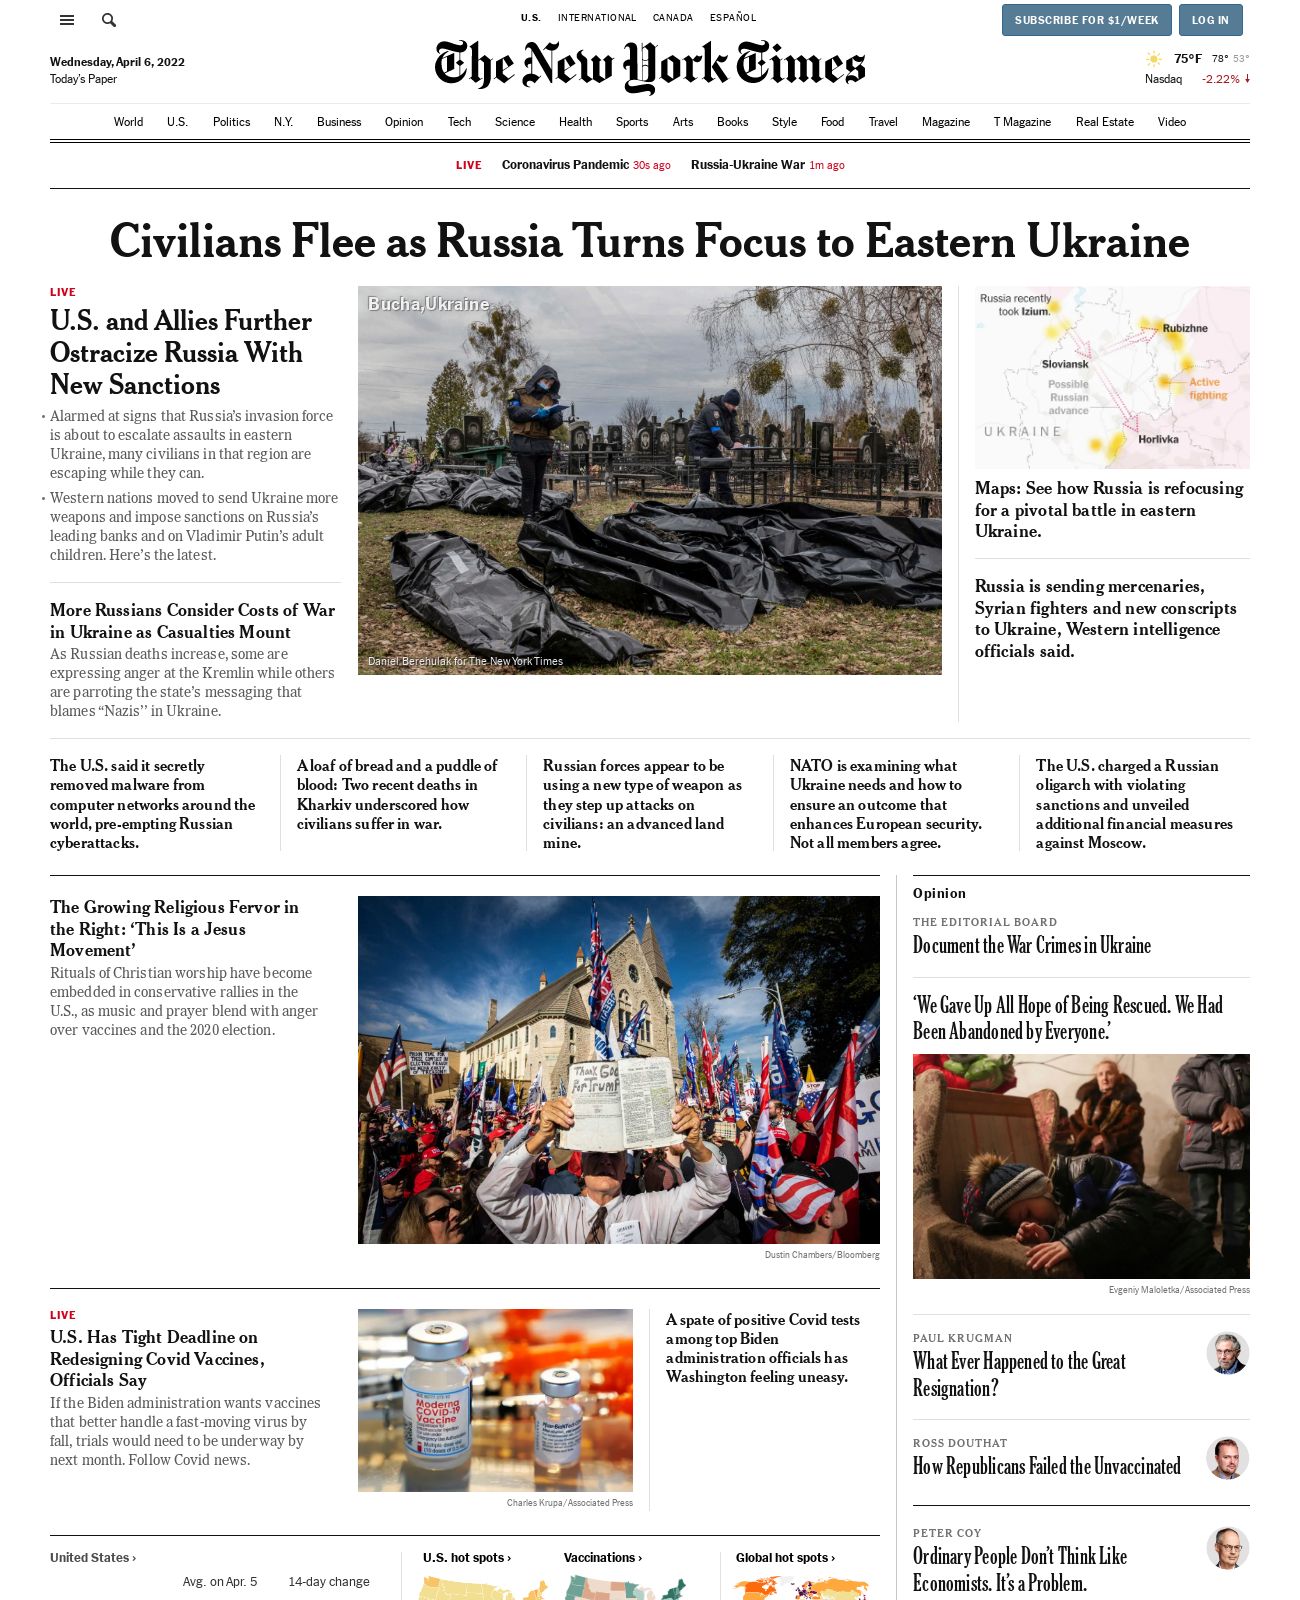 U.S. INTERNATIONAL CANADA ESPAÑOL
SUBSCRIBE FOR $1/WEEK LOG IN
Wednesday, April 6, 2022
Today's Paper
The New York Times
75°F 78° 53°
Nasdaq -2.22%
World U.S. Politics N.Y. Business Opinion Tech Science Health Sports Arts Books Style Food Travel Magazine T Magazine Real Estate Video
LIVE Coronavirus Pandemic 30s ago Russia-Ukraine War 1m ago
Civilians Flee as Russia Turns Focus to Eastern Ukraine
LIVE
U.S. and Allies Further
Ostracize Russia With
New Sanctions
• Alarmed at signs that Russia’s invasion force
is about to escalate assaults in eastern
Ukraine, many civilians in that region are
escaping while they can.
• Western nations moved to send Ukraine more
weapons and impose sanctions on Russia’s
leading banks and on Vladimir Putin’s adult
children. Here’s the latest.
More Russians Consider Costs of War
in Ukraine as Casualties Mount
As Russian deaths increase, some are
expressing anger at the Kremlin while others
are parroting the state’s messaging that
blames “Nazis’’ in Ukraine.
Bucha,Ukraine
Daniel Berehulak for The New York Times
Russia recently
took Izium.
Rubizhne
Sloviansk
Possible
Russian
advance
Active
fighting
UKRAINE
Horlivka
Maps: See how Russia is refocusing
for a pivotal battle in eastern
Ukraine.
Russia is sending mercenaries,
Syrian fighters and new conscripts
to Ukraine, Western intelligence
officials said.
The U.S. said it secretly
removed malware from
computer networks around the
world, pre-empting Russian
cyberattacks.
A loaf of bread and a puddle of
blood: Two recent deaths in
Kharkiv underscored how
civilians suffer in war.
Russian forces appear to be
using a new type of weapon as
they step up attacks on
civilians: an advanced land
mine.
NATO is examining what
Ukraine needs and how to
ensure an outcome that
enhances European security.
Not all members agree.
The U.S. charged a Russian
oligarch with violating
sanctions and unveiled
additional financial measures
against Moscow.
The Growing Religious Fervor in
the Right: ‘This Is a Jesus
Movement’
Rituals of Christian worship have become
embedded in conservative rallies in the
U.S., as music and prayer blend with anger
over vaccines and the 2020 election.
Thank God
for Trump
STOP
Dustin Chambers/Bloomberg
LIVE
U.S. Has Tight Deadline on
Redesigning Covid Vaccines,
Officials Say
If the Biden administration wants vaccines
that better handle a fast-moving virus by
fall, trials would need to be underway by
next month. Follow Covid news.
Moderna
COVID-19
Vaccine
Charles Krupa/Associated Press
A spate of positive Covid tests
among top Biden
administration officials has
Washington feeling uneasy.
United States ›
Avg. on Apr. 5 14-day change
U.S. hot spots ›
Vaccinations ›
Global hot spots ›
Opinion
THE EDITORIAL BOARD
Document the War Crimes in Ukraine
‘We Gave Up All Hope of Being Rescued. We Had
Been Abandoned by Everyone.’
Evgeniy Maloletka/Associated Press
PAUL KRUGMAN
What Ever Happened to the Great
Resignation?
ROSS DOUTHAT
How Republicans Failed the Unvaccinated
PETER COY
Ordinary People Don’t Think Like
Economists. It’s a Problem.